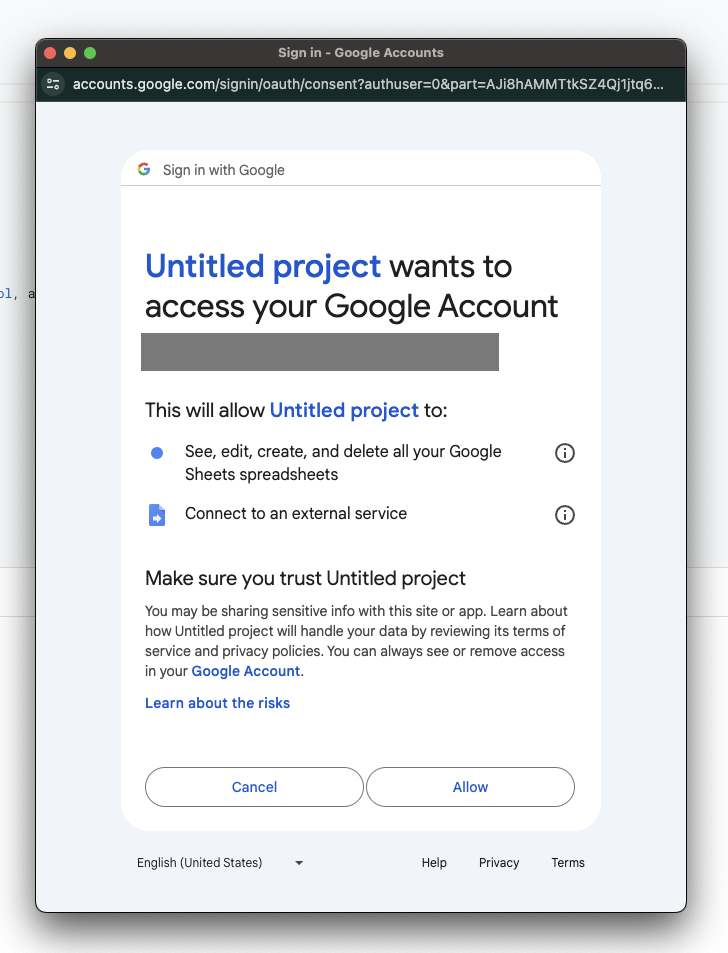 Sign in - Google Accounts
accounts.google.com/signin/oauth/consent?authuser=0&part=AJi8hAMMTtkSZ4Qj1jtq6...
Sign in with Google
Untitled project wants to
access your Google Account
ol, a
This will allow Untitled project to:
See, edit, create, and delete all your Google
Sheets spreadsheets
Connect to an external service
Make sure you trust Untitled project
You may be sharing sensitive info with this site or app. Learn about
how Untitled project will handle your data by reviewing its terms of
service and privacy policies. You can always see or remove access
in your Google Account.
Learn about the risks
Cancel
Allow
English (United States)
Help
Privacy
Terms